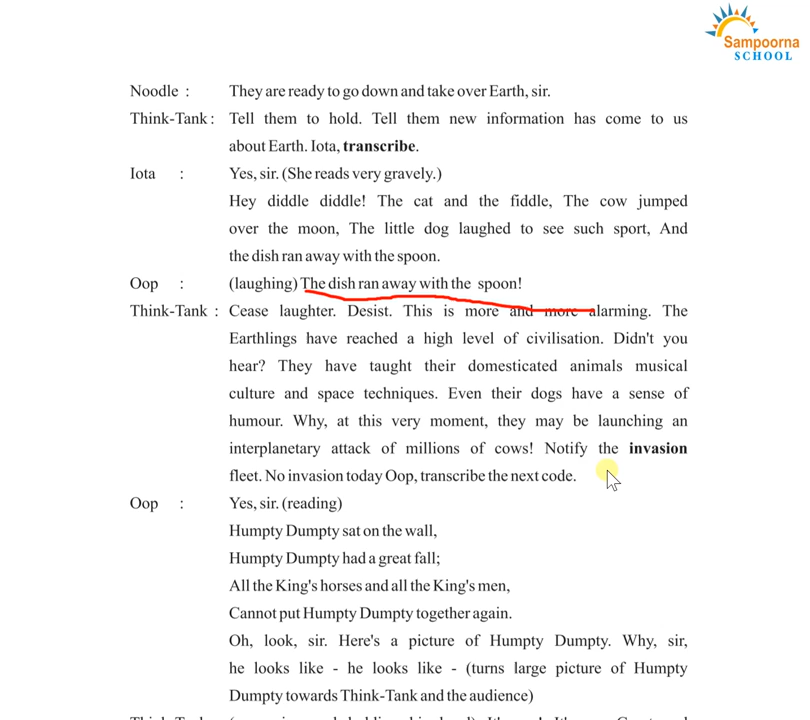 Sampoorna
SCHOOL
Noodle : They are ready to go down and take over Earth, sir.
Think-Tank : Tell them to hold. Tell them new information has come to us
about Earth. Iota, transcribe.
Iota : Yes, sir. (She reads very gravely.)
Hey diddle diddle! The cat and the fiddle, The cow jumped
over the moon, The little dog laughed to see such sport, And
the dish ran away with the spoon.
Oop : (laughing) The dish ran away with the spoon!
Think-Tank : Cease laughter. Desist. This is more and more alarming. The
Earthlings have reached a high level of civilisation. Didn't you
hear? They have taught their domesticated animals musical
culture and space techniques. Even their dogs have a sense of
humour. Why, at this very moment, they may be launching an
interplanetary attack of millions of cows! Notify the invasion
fleet. No invasion today Oop, transcribe the next code.
Oop : Yes, sir. (reading)
Humpty Dumpty sat on the wall,
Humpty Dumpty had a great fall;
All the King's horses and all the King's men,
Cannot put Humpty Dumpty together again.
Oh, look, sir. Here's a picture of Humpty Dumpty. Why, sir,
he looks like - he looks like - (turns large picture of Humpty
Dumpty towards Think-Tank and the audience)